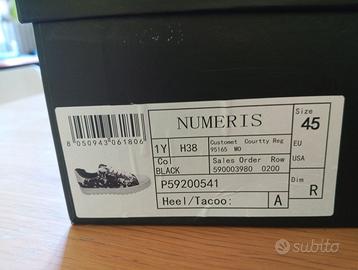 8 050943 061806
NUMERIS
Size
45
1Y
H38
Customet Courtty Reg
95165 MO
EU
Col
BLACK
Sales Order Row
590003980 0200
USA
P59200541
Dim
R
Heel/Tacoo:
A
subito